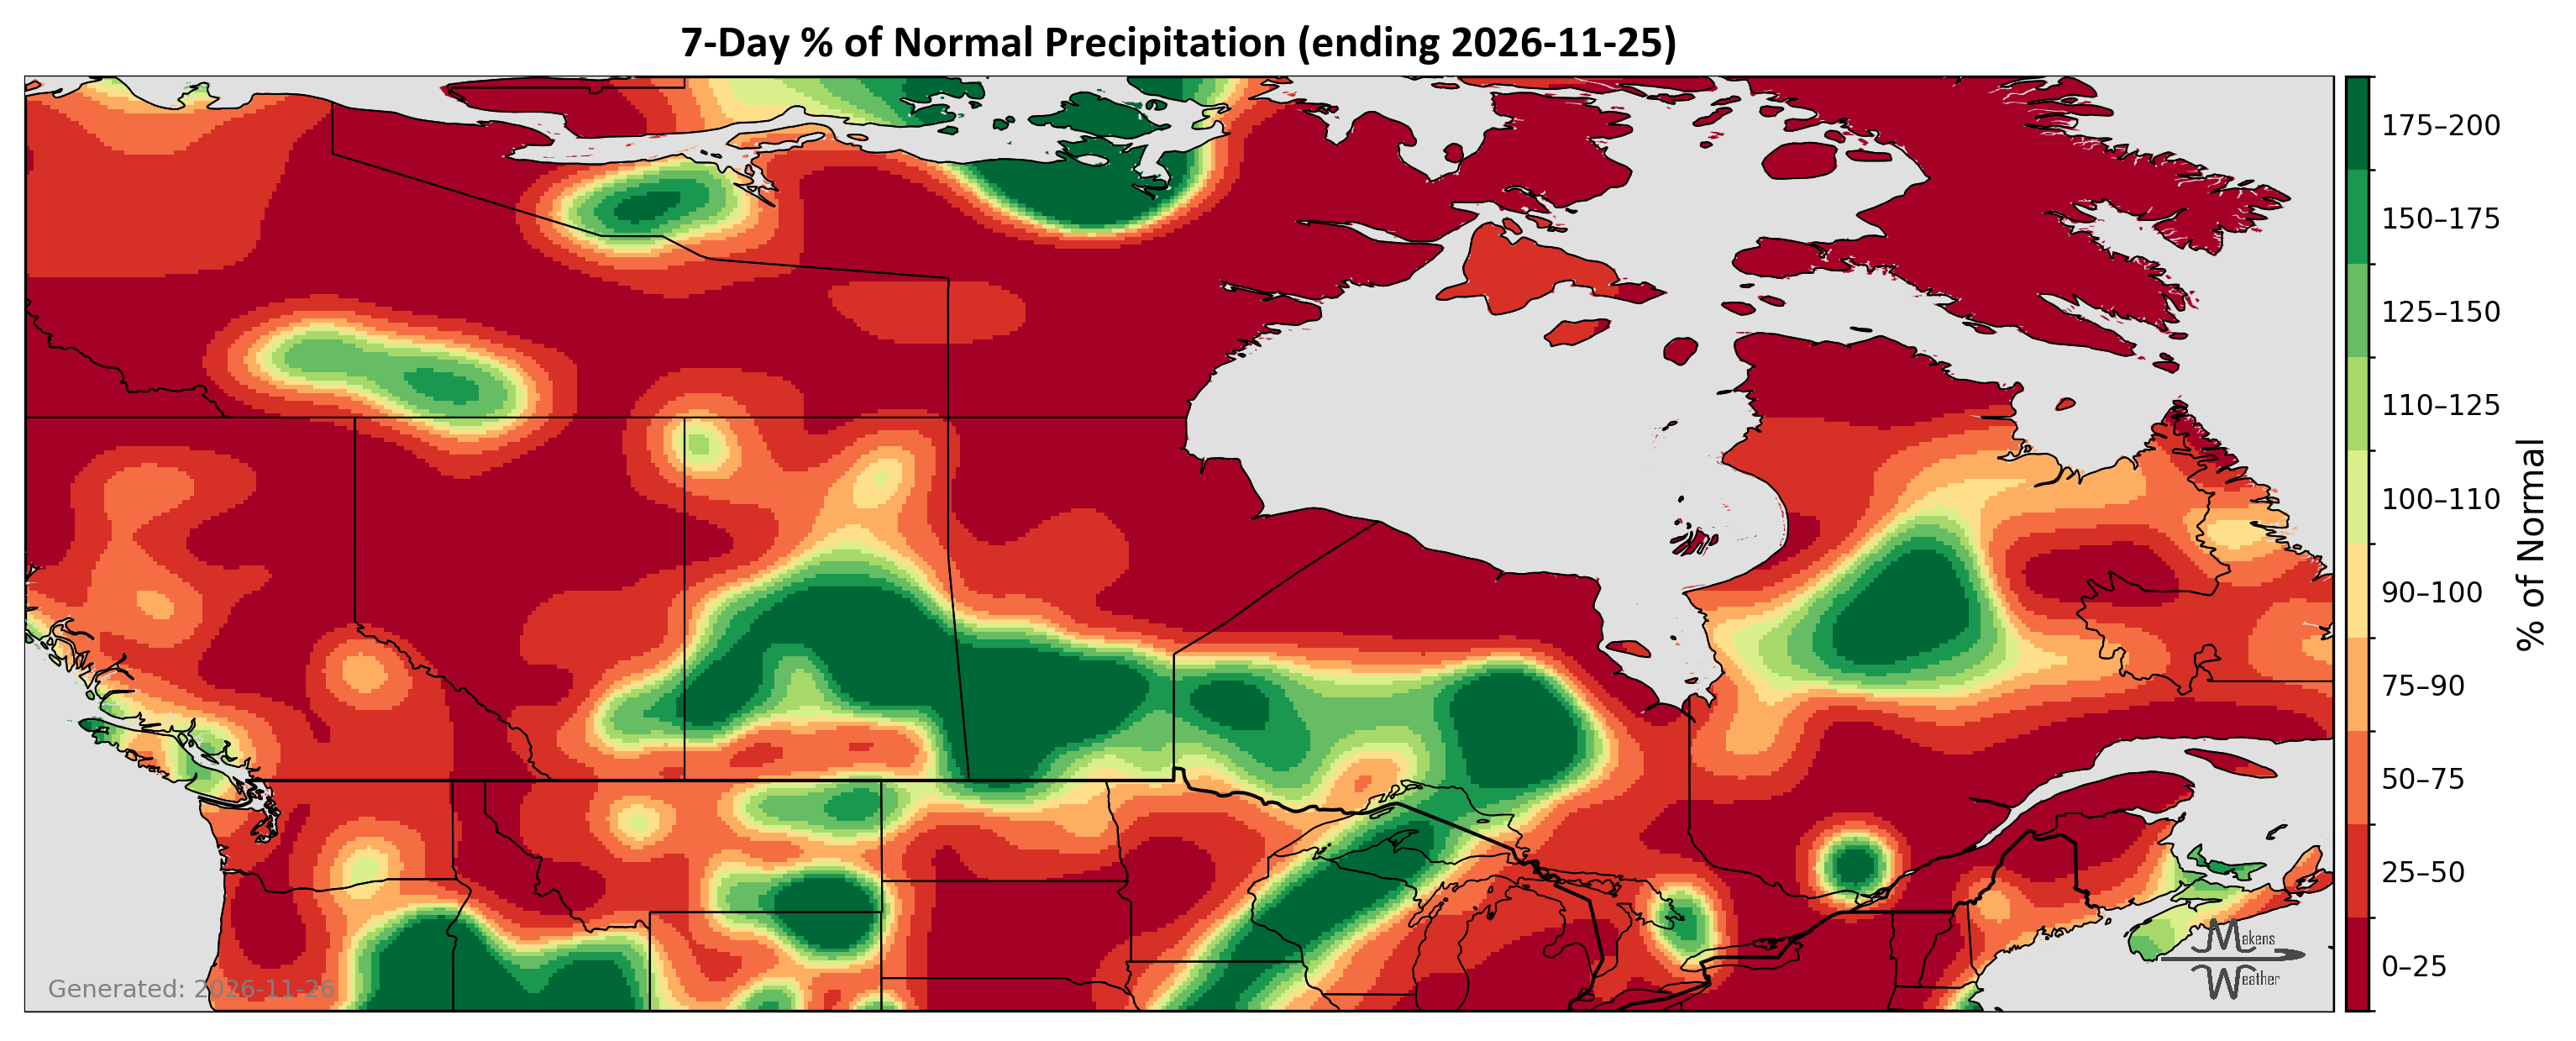 7-Day % of Normal Precipitation (ending 2026-11-25)
175–200
150–175
125–150
110–125
100–110
90–100
75–90
50–75
25–50
0–25
% of Normal
Generated: 2026-11-26
Makens
Weather